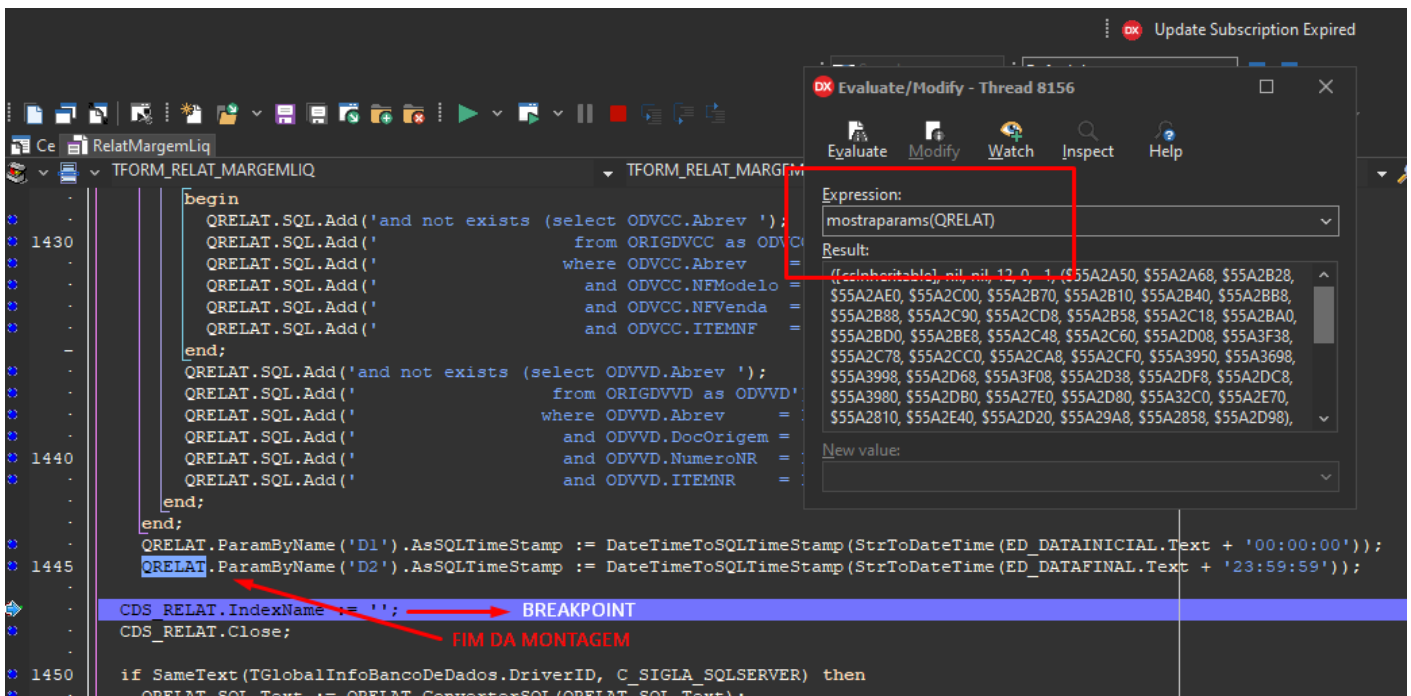 Update Subscription Expired
Evaluate/Modify - Thread 8156
Evaluate Modify Watch Inspect Help
Ce RelatMargemLiq
TFORM_RELAT_MARGEMLIQ TFORM_RELAT_MARGEM
Expression:
mostraparams(QRELAT)
Result:
([csInheritable], nil, nil, 12, 0, -1, ($55A2A50, $55A2A68, $55A2B28,
$55A2AE0, $55A2C00, $55A2B70, $55A2B10, $55A2B40, $55A2BB8,
$55A2B88, $55A2C90, $55A2CD8, $55A2B58, $55A2C18, $55A2BA0,
$55A2BD0, $55A2BE8, $55A2C48, $55A2C60, $55A2D08, $55A3F38,
$55A2C78, $55A2CC0, $55A2CA8, $55A2CF0, $55A3950, $55A3698,
$55A3998, $55A2D68, $55A3F08, $55A2D38, $55A2DF8, $55A2DC8,
$55A3980, $55A2DB0, $55A27E0, $55A2D80, $55A32C0, $55A2E70,
$55A2810, $55A2E40, $55A2D20, $55A29A8, $55A2858, $55A2D98),
New value:
begin
QRELAT.SQL.Add('and not exists (select ODVCC.Abrev ');
1430 QRELAT.SQL.Add(' from ORIGDVCC as ODVC
QRELAT.SQL.Add(' where ODVCC.Abrev =
QRELAT.SQL.Add(' and ODVCC.NFModelo =
QRELAT.SQL.Add(' and ODVCC.NFVenda =
QRELAT.SQL.Add(' and ODVCC.ITEMNF =
end;
QRELAT.SQL.Add('and not exists (select ODVVD.Abrev ');
QRELAT.SQL.Add(' from ORIGDVVD as ODVVD'
QRELAT.SQL.Add(' where ODVVD.Abrev =
QRELAT.SQL.Add(' and ODVVD.DocOrigem =
1440 QRELAT.SQL.Add(' and ODVVD.NumeroNR =
QRELAT.SQL.Add(' and ODVVD.ITEMNR =
end;
end;
QRELAT.ParamByName('D1').AsSQLTimeStamp := DateTimeToSQLTimeStamp(StrToDateTime(ED_DATAINICIAL.Text + '00:00:00'));
1445 QRELAT.ParamByName('D2').AsSQLTimeStamp := DateTimeToSQLTimeStamp(StrToDateTime(ED_DATAFINAL.Text + '23:59:59'));
CDS_RELAT.IndexName := ''; BREAKPOINT
CDS_RELAT.Close;
FIM DA MONTAGEM
1450 if SameText(TGlobalInfoBancoDeDados.DriverID, C_SIGLA_SQLSERVER) then
QRELAT.SQL.Text := QRELAT.ConverterSQL(QRELAT.SQL.Text);